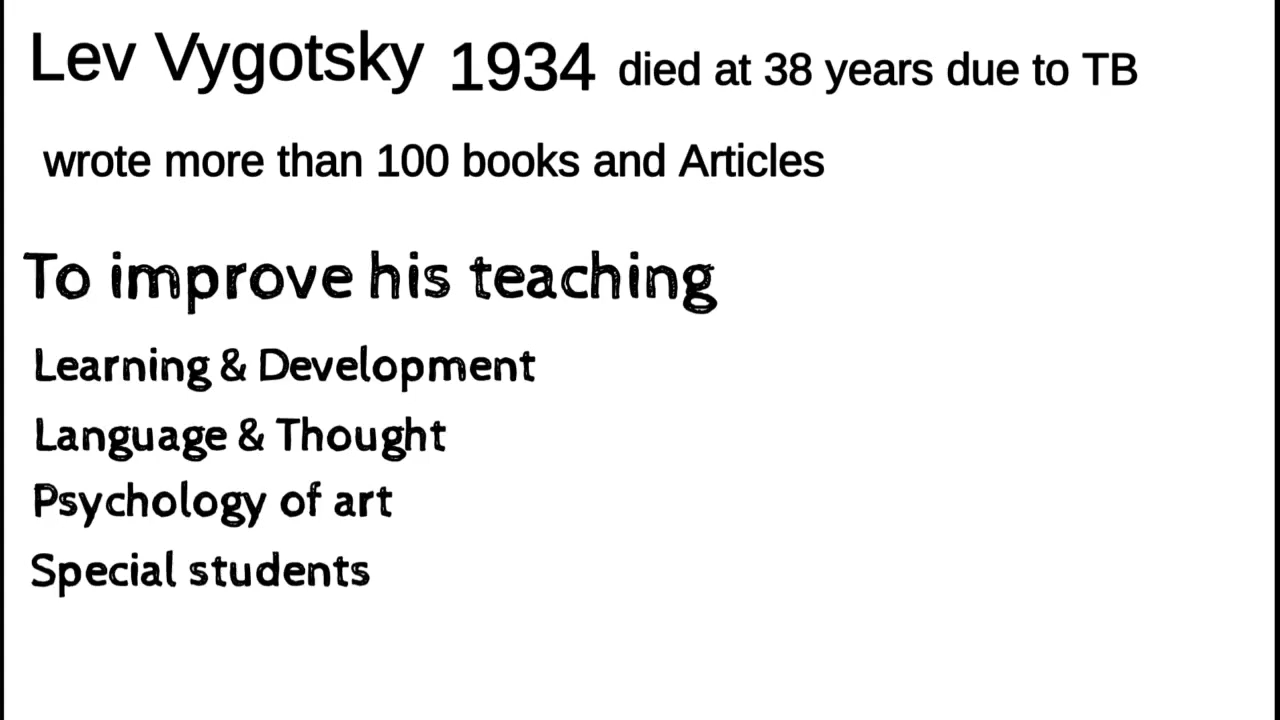 Lev Vygotsky 1934 died at 38 years due to TB
wrote more than 100 books and Articles
To improve his teaching
Learning & Development
Language & Thought
Psychology of art
Special students